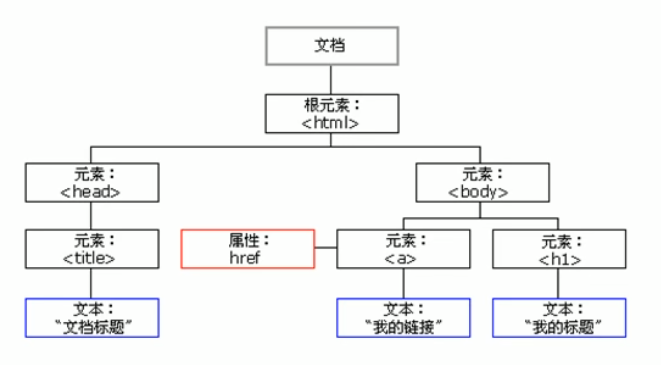 文档
根元素：
<html>
元素：
<head>
元素：
<body>
元素：
<title>
属性：
href
元素：
<a>
元素：
<h1>
文本：
“文档标题”
文本：
“我的链接”
文本：
“我的标题”